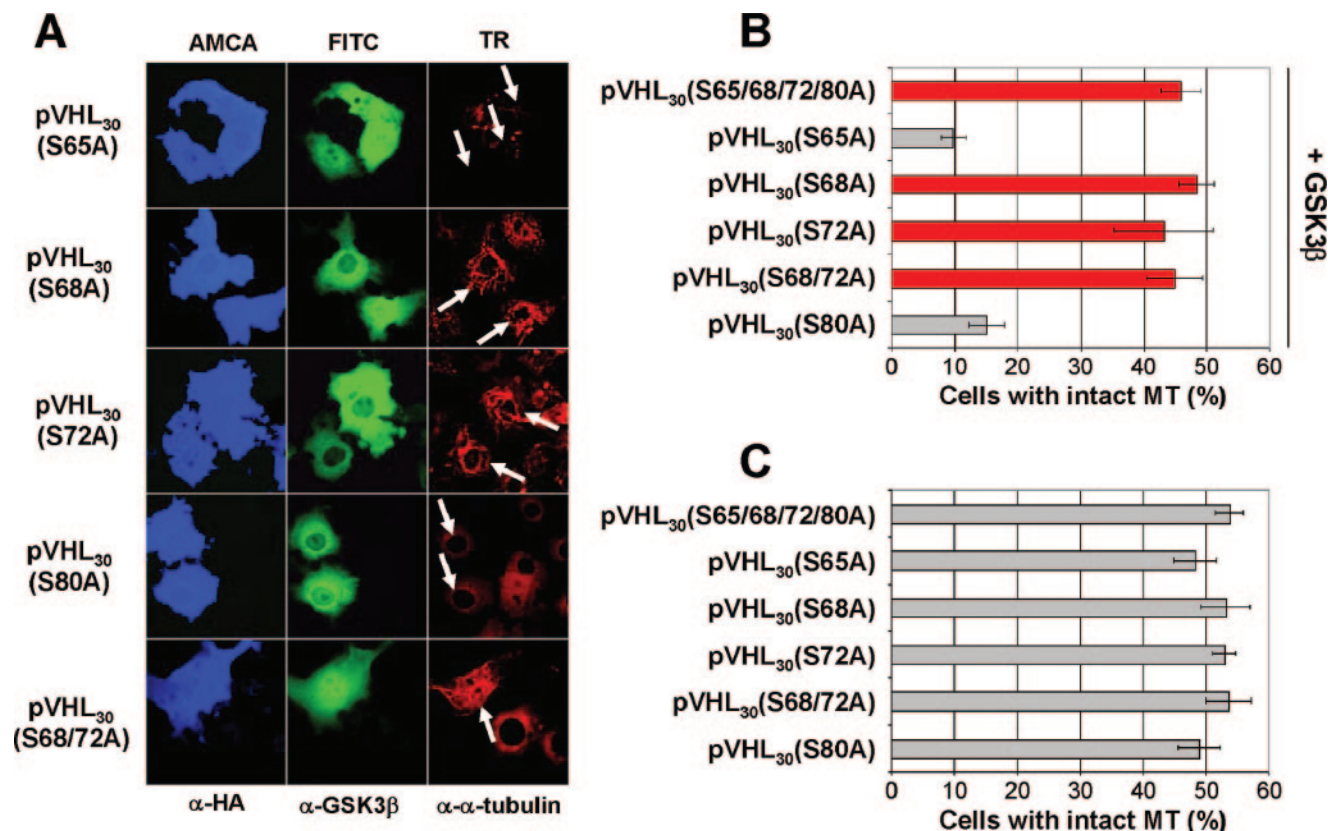 A
AMCA FITC TR
pVHL30
(S65A)
pVHL30
(S68A)
pVHL30
(S72A)
pVHL30
(S80A)
pVHL30
(S68/72A)
α-HA α-GSK3β α-α-tubulin
B
pVHL30(S65/68/72/80A)
pVHL30(S65A)
pVHL30(S68A)
pVHL30(S72A)
pVHL30(S68/72A)
pVHL30(S80A)
0 10 20 30 40 50 60
Cells with intact MT (%)
+ GSK3β
C
pVHL30(S65/68/72/80A)
pVHL30(S65A)
pVHL30(S68A)
pVHL30(S72A)
pVHL30(S68/72A)
pVHL30(S80A)
0 10 20 30 40 50 60
Cells with intact MT (%)